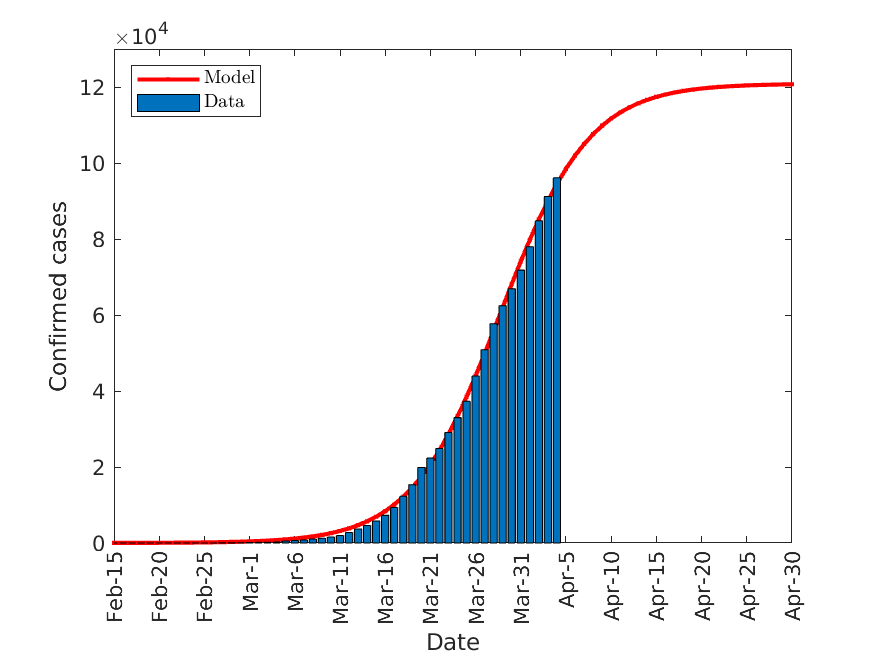 ×10⁴
Model
Data
12
10
8
6
4
2
0
Confirmed cases
Feb-15
Feb-20
Feb-25
Mar-1
Mar-6
Mar-11
Mar-16
Mar-21
Mar-26
Mar-31
Apr-5
Apr-10
Apr-15
Apr-20
Apr-25
Apr-30
Date